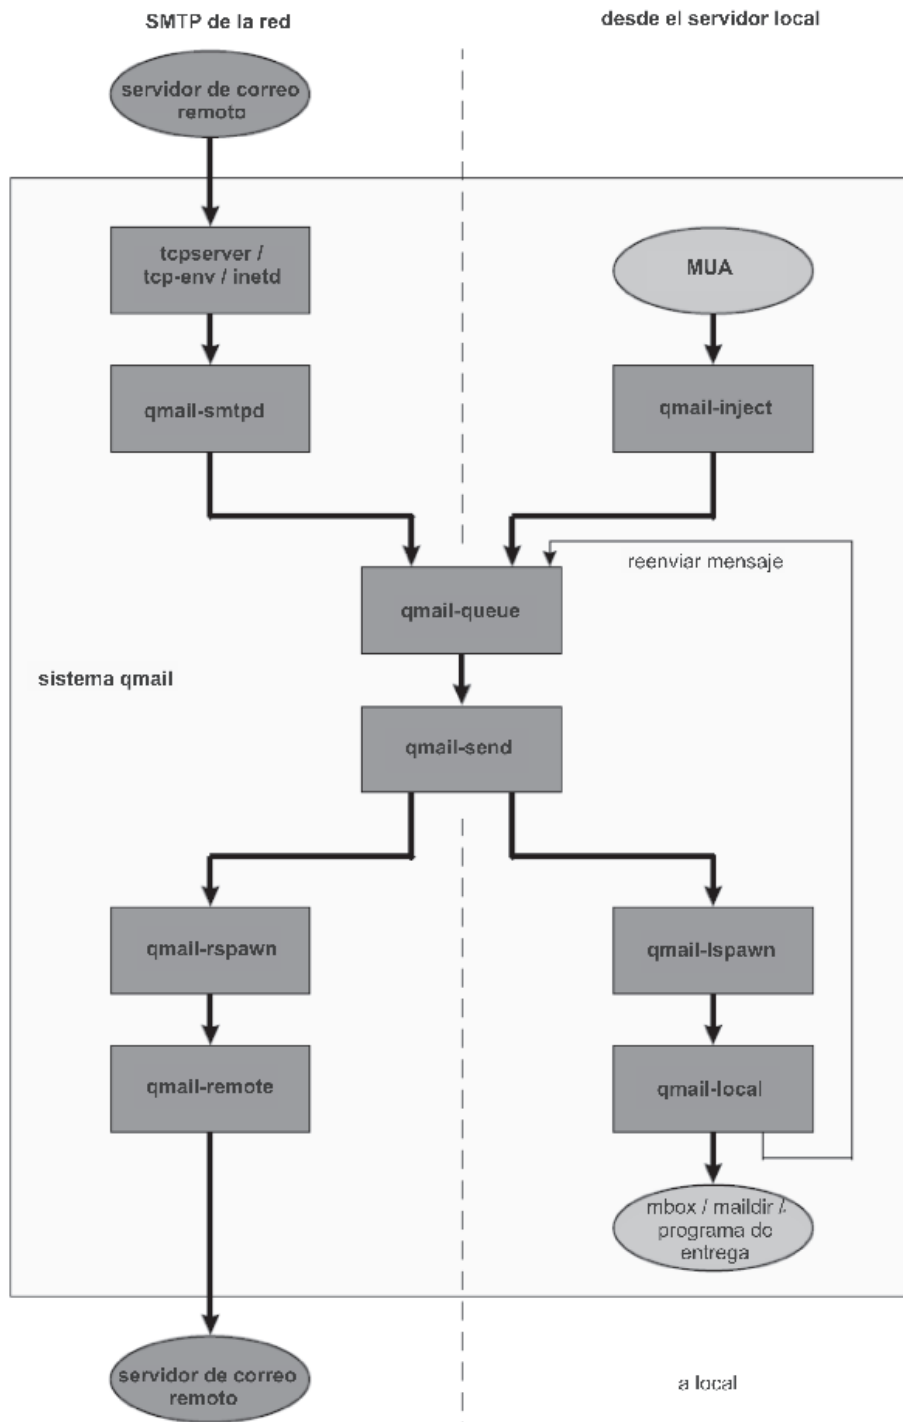 SMTP de la red
desde el servidor local
servidor de correo
remoto
tcpserver /
tcp-env / inetd
MUA
qmail-smtpd
qmail-inject
reenviar mensaje
qmail-queue
sistema qmail
qmail-send
qmail-rspawn
qmail-lspawn
qmail-remote
qmail-local
mbox / maildir /
programa de
entrega
servidor de correo
remoto
a local